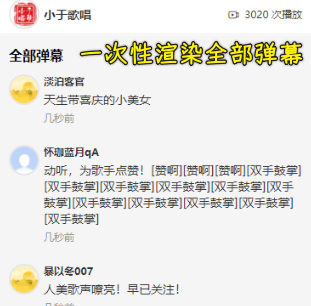 小于歌唱
3020 次播放
全部弹幕
一次性渲染全部弹幕
淡泊客官
天生带喜庆的小美女
几秒前
怀珈蓝月qA
动听，为歌手点赞！[赞啊][赞啊][赞啊][双手鼓掌]
[双手鼓掌][双手鼓掌][双手鼓掌][双手鼓掌][双手
鼓掌][双手鼓掌][双手鼓掌][双手鼓掌][双手鼓掌]
[双手鼓掌]
几秒前
暴以冬007
人美歌声嘹亮！早已关注！
几秒前